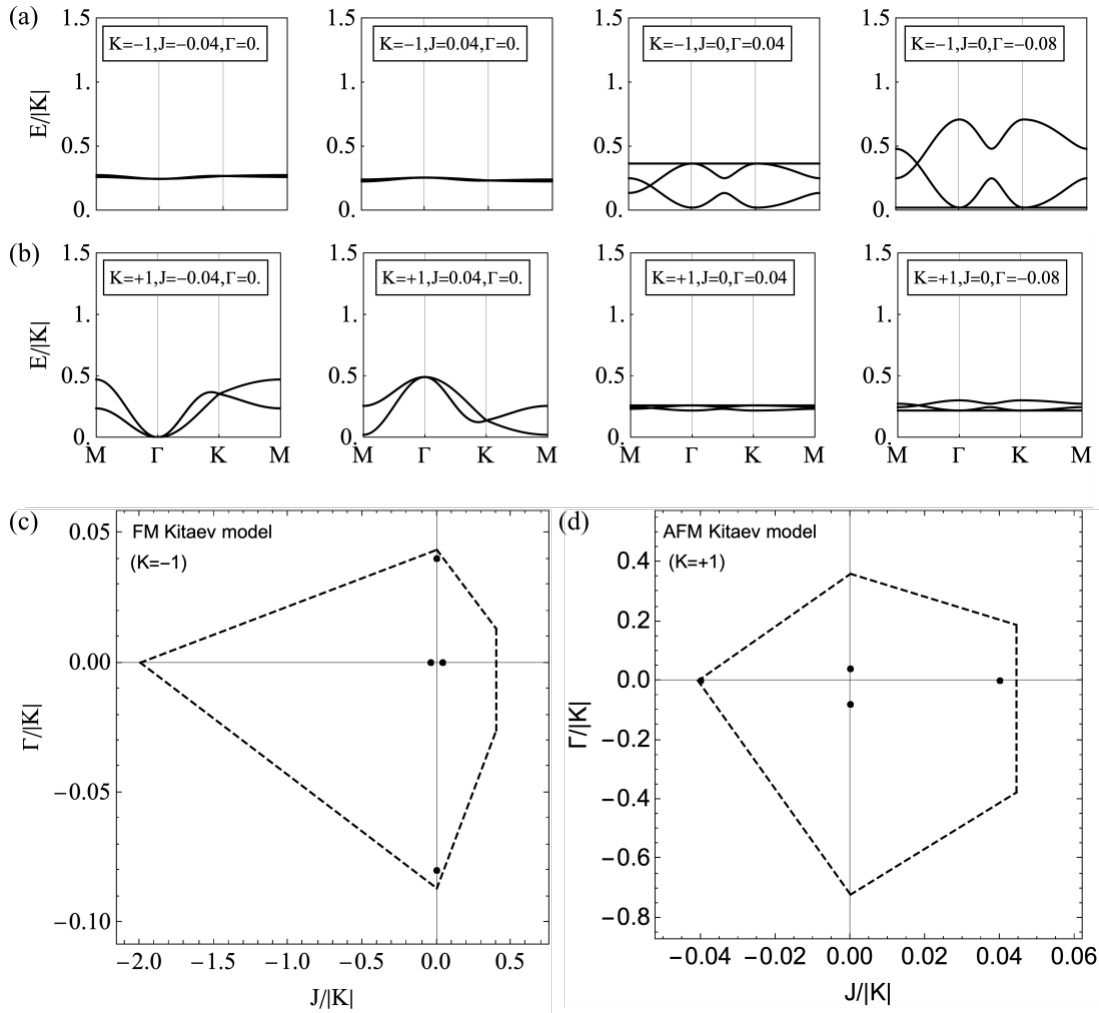 (a)
1.5
1.
0.5
0.
E/|K|
K=−1,J=−0.04,Γ=0.
1.5
1.
0.5
0.
K=−1,J=0.04,Γ=0.
1.5
1.
0.5
0.
K=−1,J=0,Γ=0.04
1.5
1.
0.5
0.
K=−1,J=0,Γ=−0.08
(b)
1.5
1.
0.5
0.
E/|K|
K=+1,J=−0.04,Γ=0.
M Γ K M
1.5
1.
0.5
0.
K=+1,J=0.04,Γ=0.
M Γ K M
1.5
1.
0.5
0.
K=+1,J=0,Γ=0.04
M Γ K M
1.5
1.
0.5
0.
K=+1,J=0,Γ=−0.08
M Γ K M
(c)
FM Kitaev model
(K=−1)
0.05
0.00
−0.05
−0.10
Γ/|K|
−2.0 −1.5 −1.0 −0.5 0.0 0.5
J/|K|
(d)
AFM Kitaev model
(K=+1)
0.4
0.2
0.0
−0.2
−0.4
−0.6
−0.8
Γ/|K|
−0.04 −0.02 0.00 0.02 0.04 0.06
J/|K|